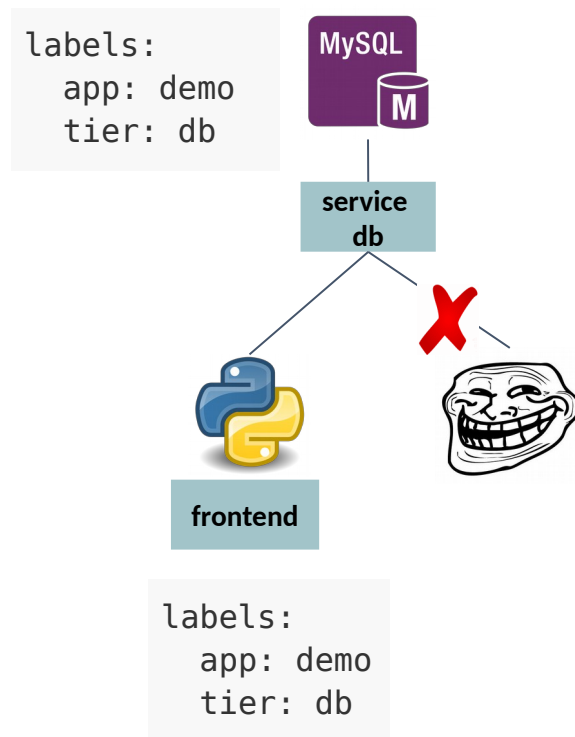 labels:
  app: demo
  tier: db
MySQL
M
service
db
frontend
labels:
  app: demo
  tier: db